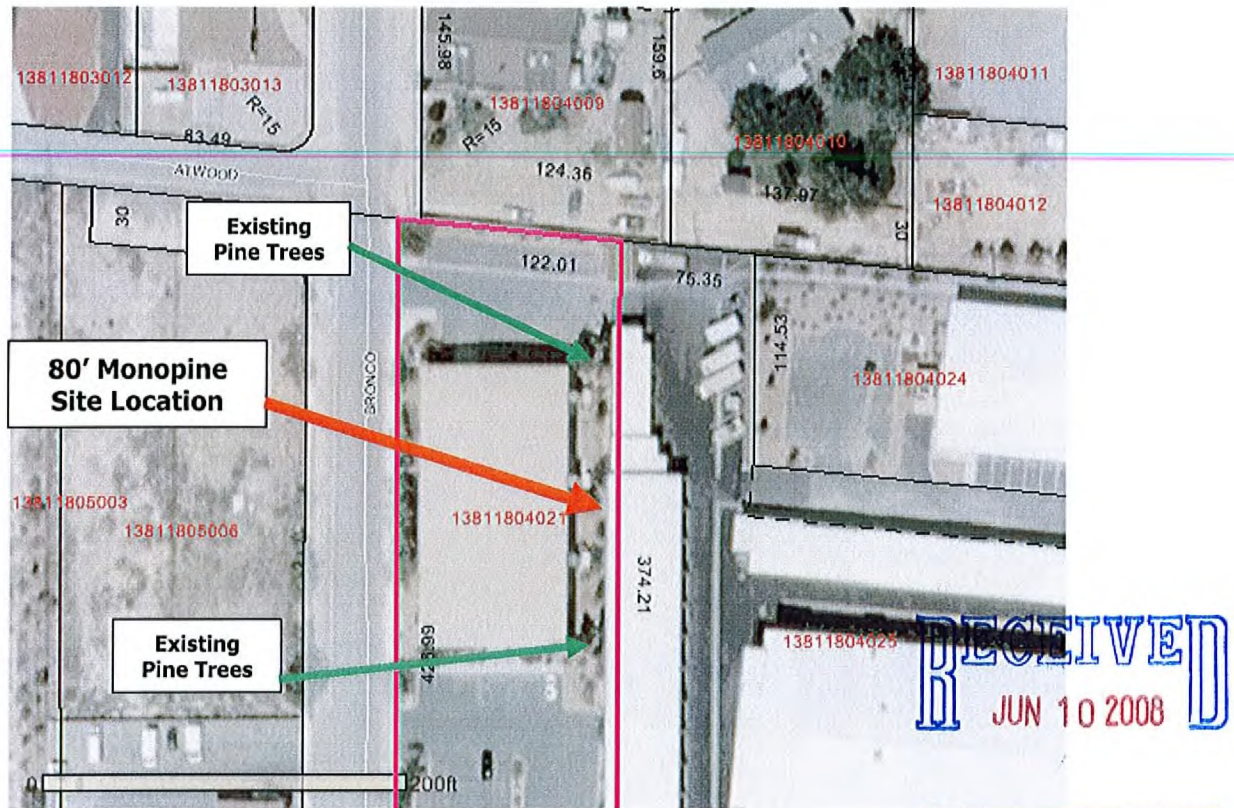 145.98
159.6
13811803012
13811803013
R=15
13811804009
R=15
13811804011
83.49
13811804010
ATWOOD
124.36
137.97
13811804012
30
30
Existing
Pine Trees
122.01
75.35
114.53
80' Monopine
Site Location
13811804024
BRONCO
13811805003
13811805006
13811804021
374.21
Existing
Pine Trees
13811804025
RECEIVED
JUN 10 2008
0
200ft